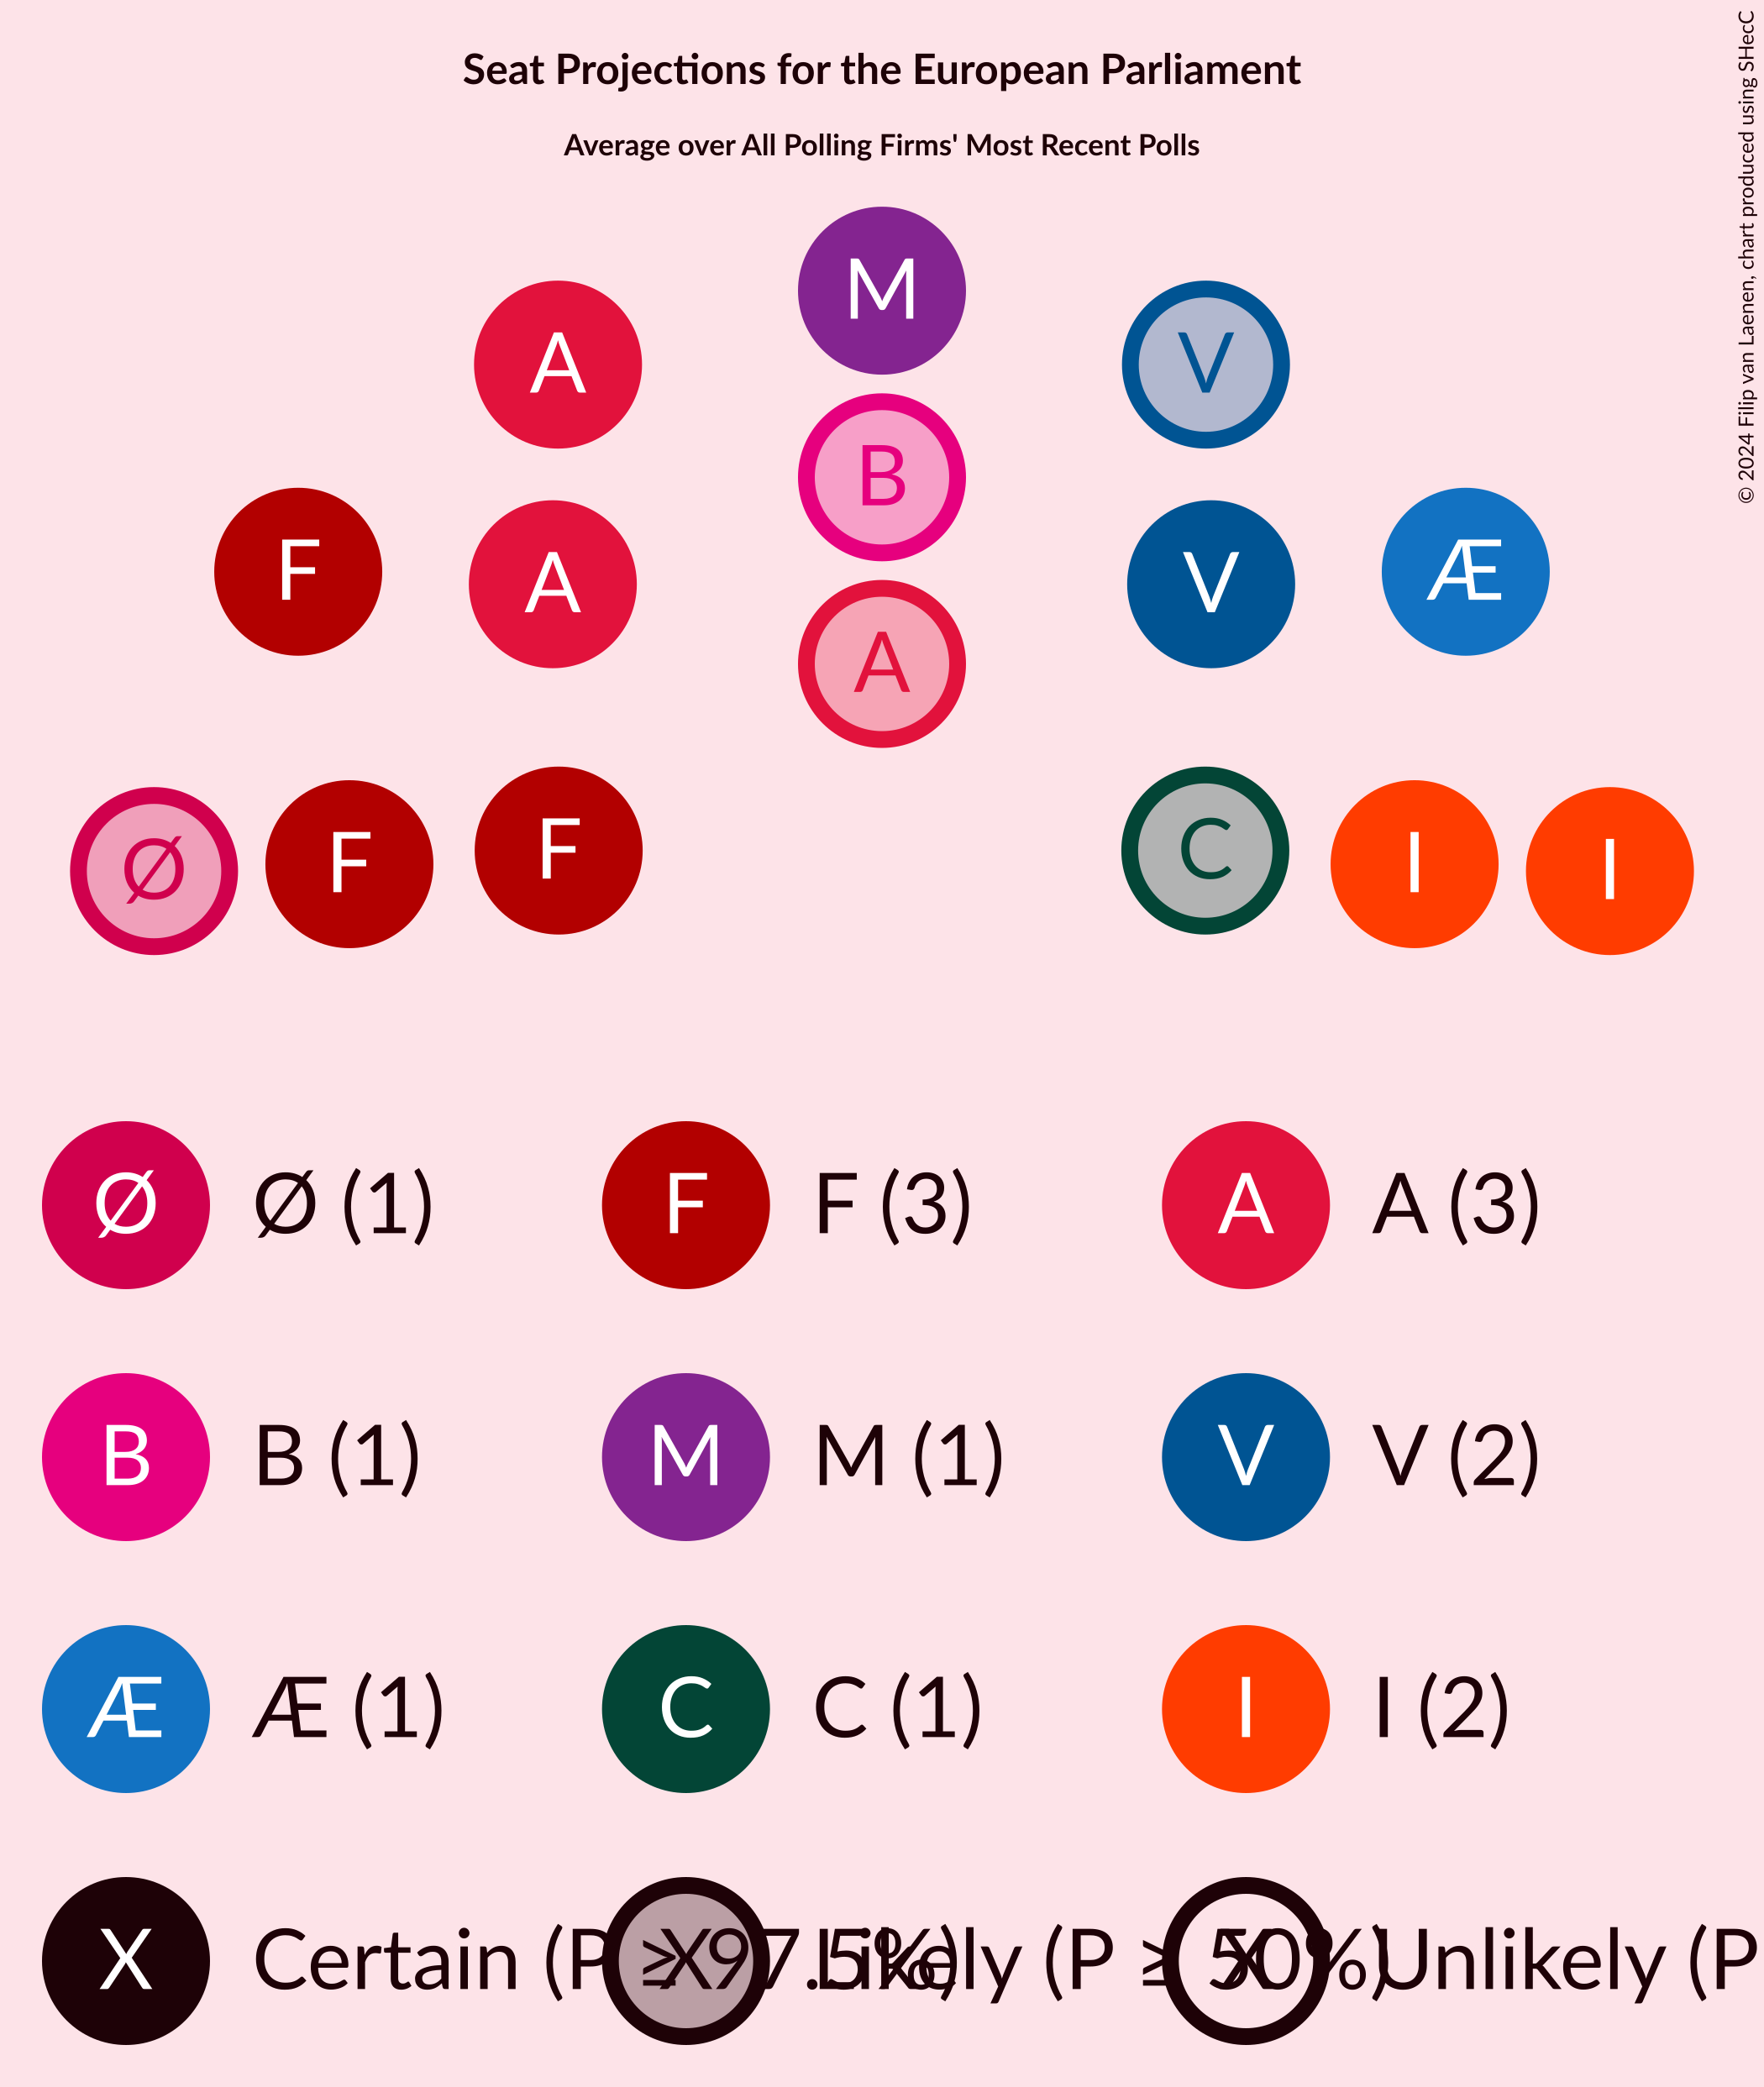 Seat Projections for the European Parliament
Average over All Polling Firms' Most Recent Polls
© 2024 Filip van Laenen, chart produced using SHecC
M
A V
B
F A V Æ
A
Ø F F C I I
Ø Ø (1) F F (3) A A (3)
B B (1) M M (1) V V (2)
Æ Æ (1) C C (1) I I (2)
X Certain (P ≥ 97.5%) X Likely (P ≥ 50%) X Unlikely (P